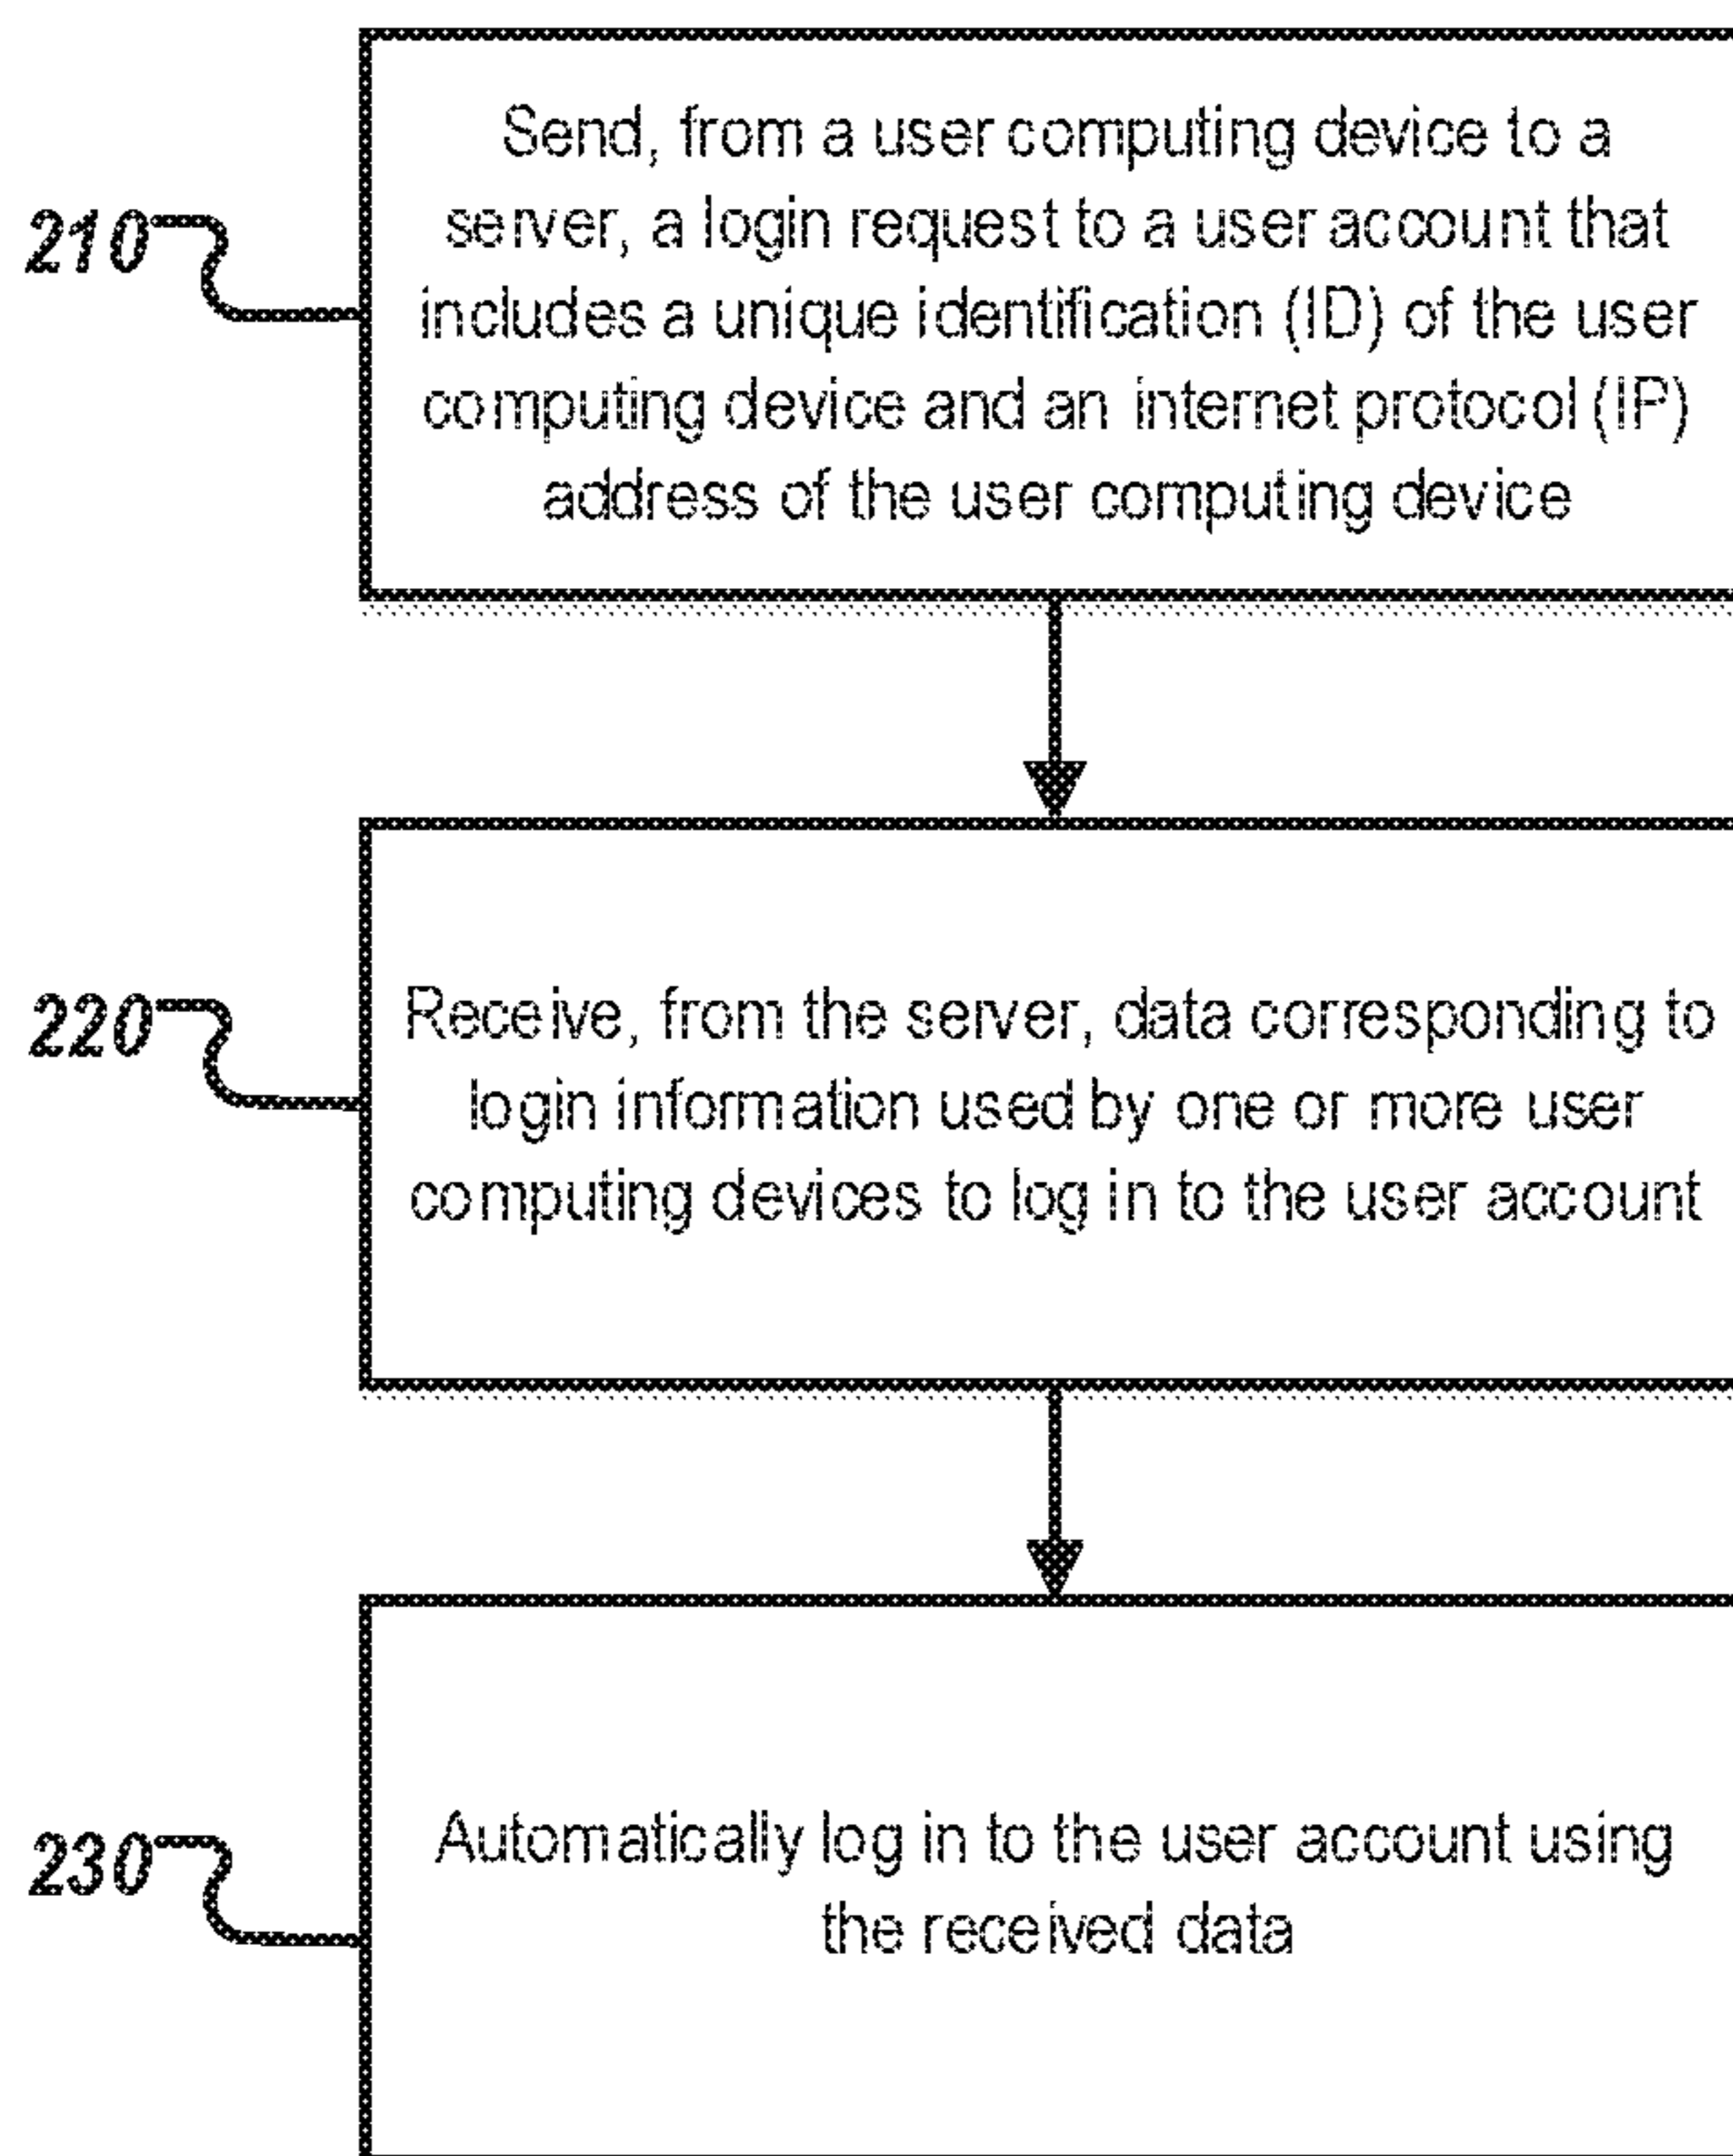 Send, from a user computing device to a
210
server, a login request to a user account that
includes a unique identification (ID) of the user
computing device and an internet protocol (IP)
address of the user computing device
220
Receive, from the server, data corresponding to
login information used by one or more user
computing devices to log in to the user account
230
Automatically log in to the user account using
the received data